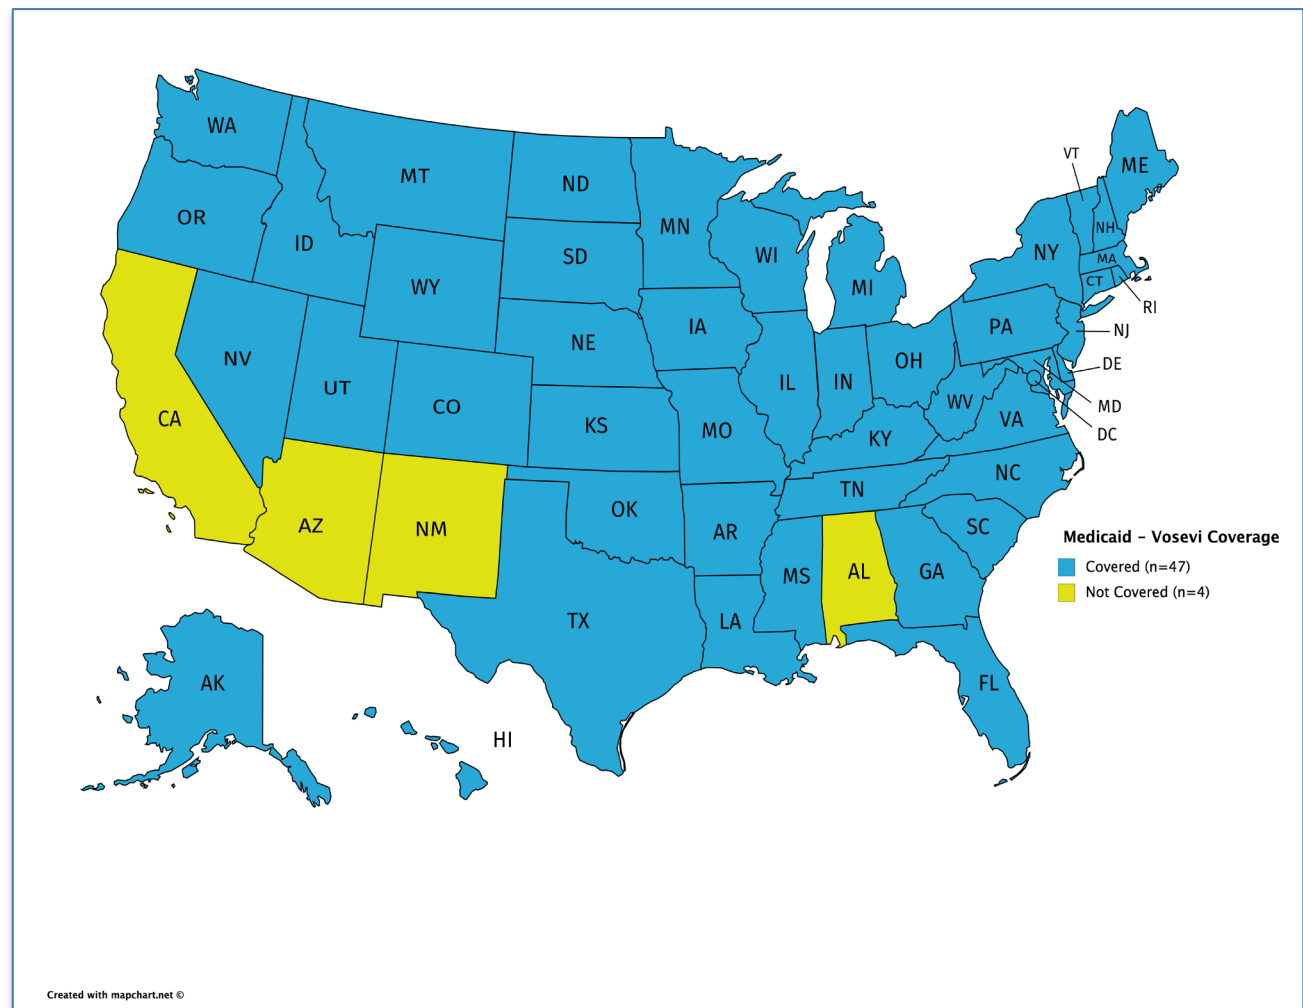 WA
MT
ND
MN
OR
ID
SD
WI
MI
VT
ME
NH
NY
MA
CT
RI
WY
IA
NE
PA
NJ
NV
UT
CO
IL
IN
OH
DE
CA
KS
MO
KY
WV
VA
MD
DC
AZ
NM
OK
AR
TN
NC
SC
MS
AL
GA
TX
LA
FL
AK
HI
Medicaid – Vosevi Coverage
Covered (n=47)
Not Covered (n=4)
Created with mapchart.net ©